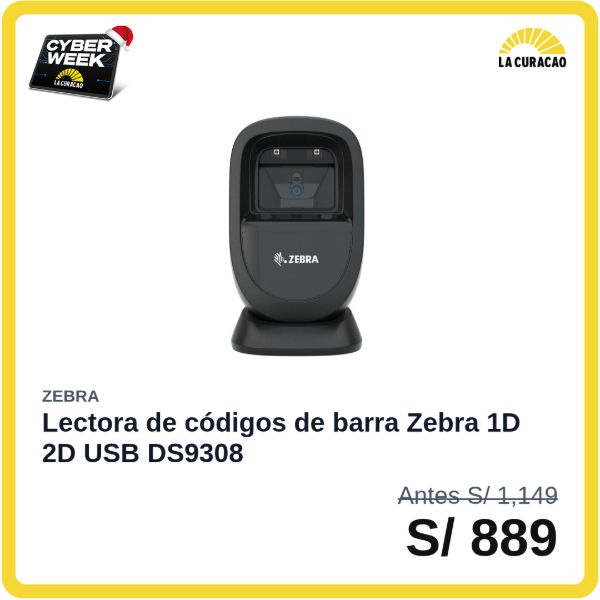 CYBER
WEEK
LA CURACAO
LA CURACAO
ZEBRA
ZEBRA
Lectora de códigos de barra Zebra 1D
2D USB DS9308
Antes S/ 1,149
S/ 889